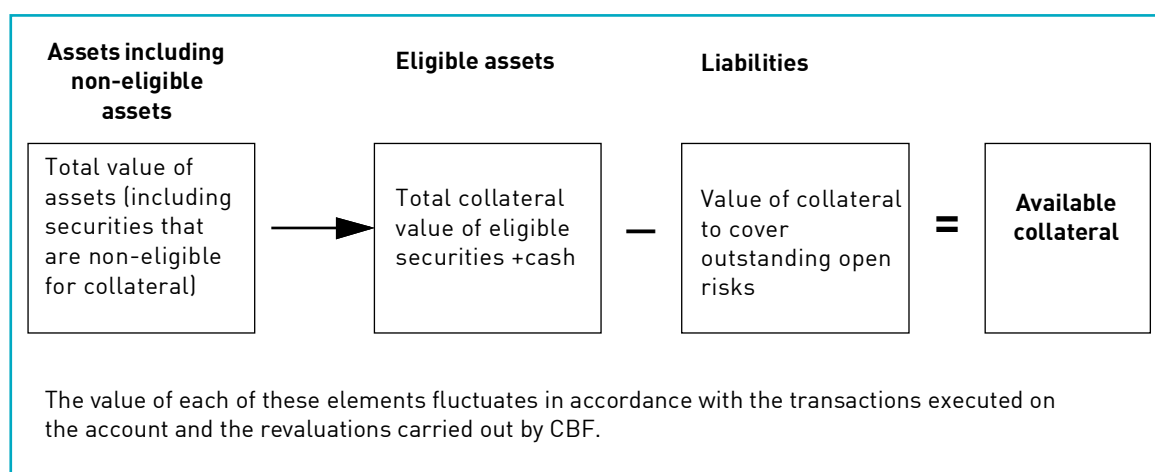 Assets including
non-eligible
assets
Eligible assets
Liabilities
Total value of
assets (including
securities that
are non-eligible
for collateral)
Total collateral
value of eligible
securities +cash
—
Value of collateral
to cover
outstanding open
risks
=
Available
collateral
The value of each of these elements fluctuates in accordance with the transactions executed on
the account and the revaluations carried out by CBF.